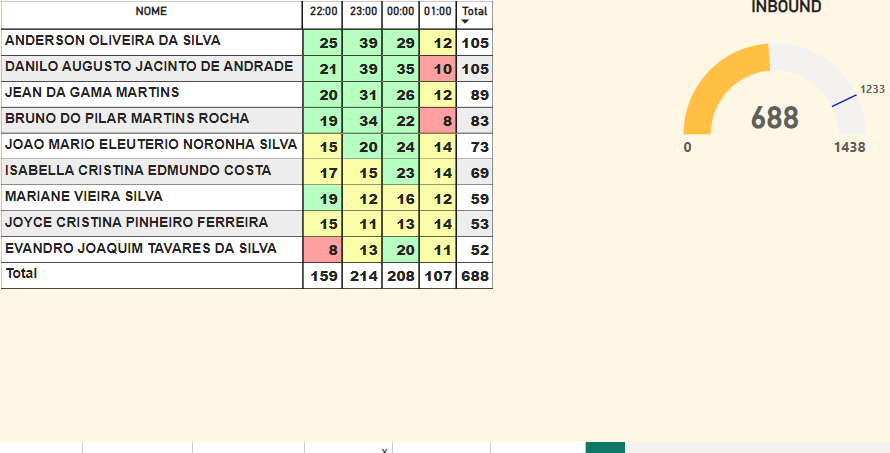 NOME 22:00 23:00 00:00 01:00 Total
ANDERSON OLIVEIRA DA SILVA 25 39 29 12 105
DANILO AUGUSTO JACINTO DE ANDRADE 21 39 35 10 105
JEAN DA GAMA MARTINS 20 31 26 12 89
BRUNO DO PILAR MARTINS ROCHA 19 34 22 8 83
JOAO MARIO ELEUTERIO NORONHA SILVA 15 20 24 14 73
ISABELLA CRISTINA EDMUNDO COSTA 17 15 23 14 69
MARIANE VIEIRA SILVA 19 12 16 12 59
JOYCE CRISTINA PINHEIRO FERREIRA 15 11 13 14 53
EVANDRO JOAQUIM TAVARES DA SILVA 8 13 20 11 52
Total 159 214 208 107 688
INBOUND
1233
688
0 1438
x